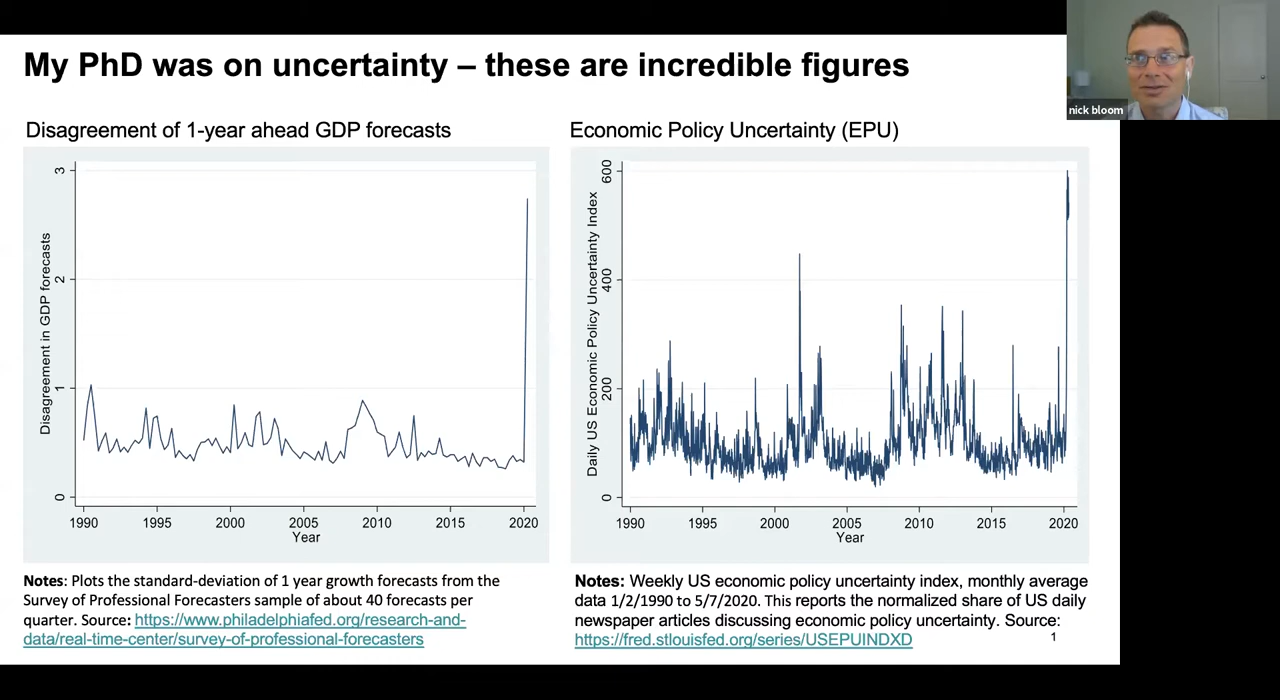 My PhD was on uncertainty – these are incredible figures
nick bloom
Disagreement of 1-year ahead GDP forecasts
Disagreement in GDP forecasts
3
2
1
0
1990 1995 2000 2005 2010 2015 2020
Year
Notes: Plots the standard-deviation of 1 year growth forecasts from the
Survey of Professional Forecasters sample of about 40 forecasts per
quarter. Source: https://www.philadelphiafed.org/research-and-
data/real-time-center/survey-of-professional-forecasters
Economic Policy Uncertainty (EPU)
Daily US Economic Policy Uncertainty Index
600
400
200
0
1990 1995 2000 2005 2010 2015 2020
Year
Notes: Weekly US economic policy uncertainty index, monthly average
data 1/2/1990 to 5/7/2020. This reports the normalized share of US daily
newspaper articles discussing economic policy uncertainty. Source:
https://fred.stlouisfed.org/series/USEPUINDXD
1